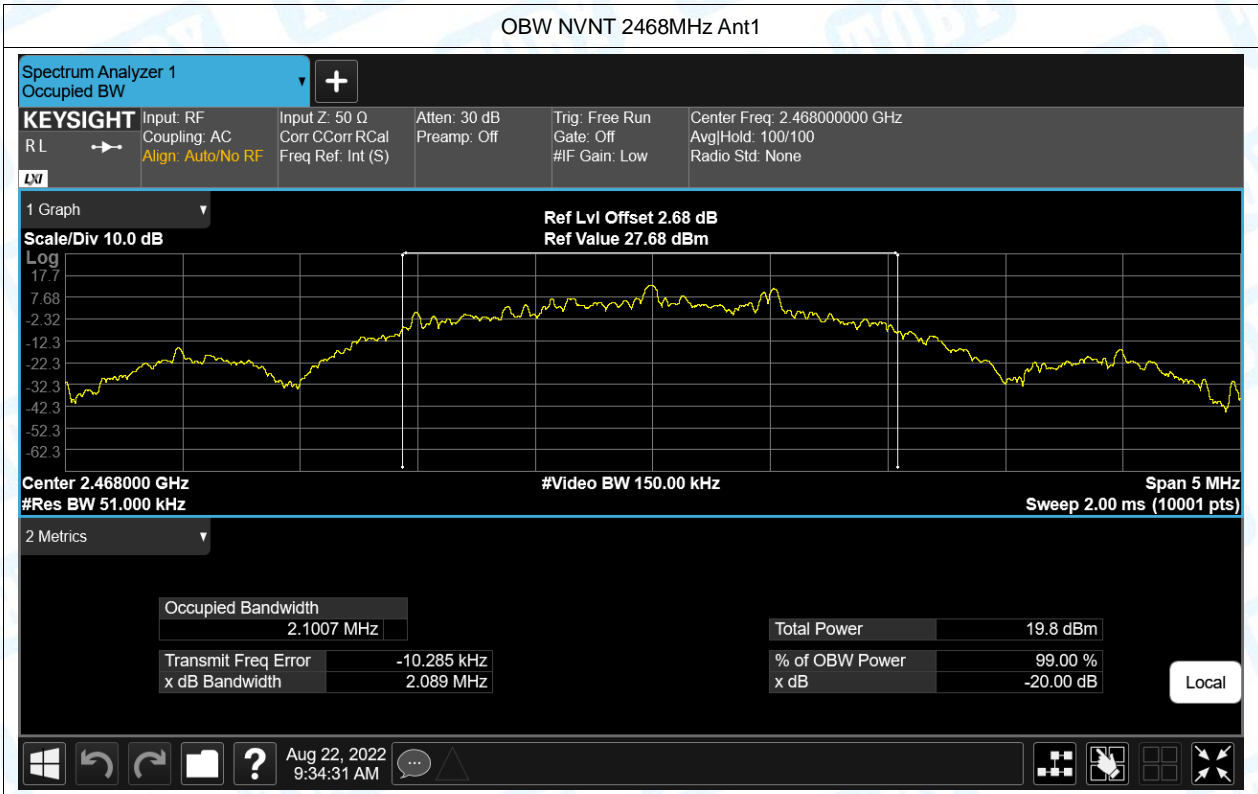 OBW NVNT 2468MHz Ant1
Spectrum Analyzer 1
Occupied BW
KEYSIGHT
R L
LXI
Input: RF
Coupling: AC
Align: Auto/No RF
Input Z: 50 Ω
Corr CCorr RCal
Freq Ref: Int (S)
Atten: 30 dB
Preamp: Off
Trig: Free Run
Gate: Off
#IF Gain: Low
Center Freq: 2.468000000 GHz
Avg|Hold: 100/100
Radio Std: None
1 Graph
Scale/Div 10.0 dB
Ref Lvl Offset 2.68 dB
Ref Value 27.68 dBm
Log
17.7
7.68
-2.32
-12.3
-22.3
-32.3
-42.3
-52.3
-62.3
Center 2.468000 GHz
#Video BW 150.00 kHz
Span 5 MHz
#Res BW 51.000 kHz
Sweep 2.00 ms (10001 pts)
2 Metrics
Occupied Bandwidth
2.1007 MHz
Total Power 19.8 dBm
Transmit Freq Error -10.285 kHz
% of OBW Power 99.00 %
x dB Bandwidth 2.089 MHz
x dB -20.00 dB
Local
?
Aug 22, 2022
9:34:31 AM